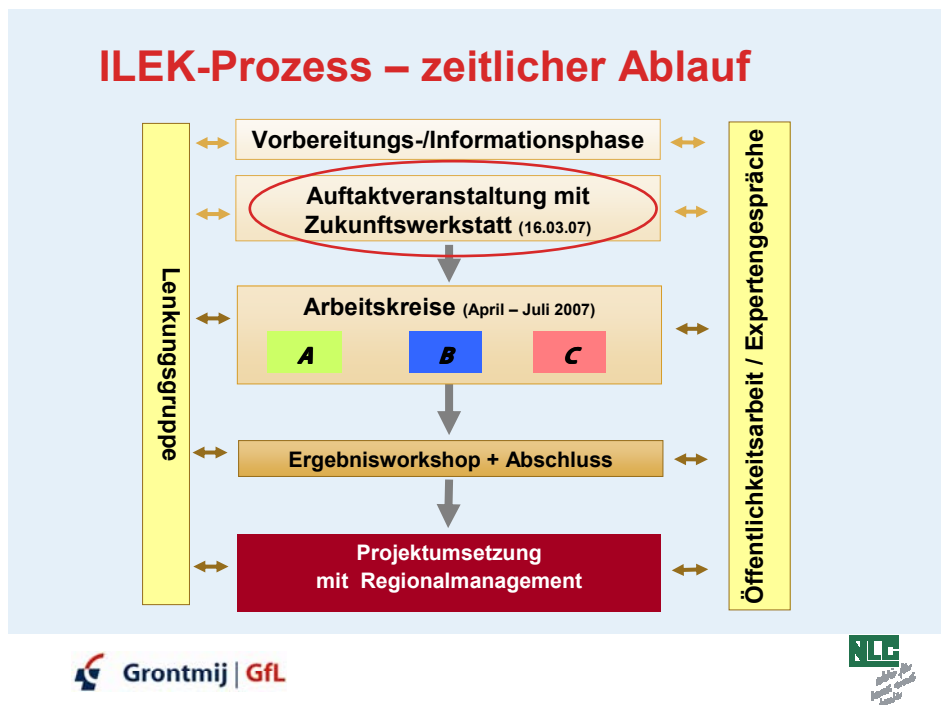 ILEK-Prozess – zeitlicher Ablauf
Vorbereitungs-/Informationsphase
Auftaktveranstaltung mit
Zukunftswerkstatt (16.03.07)
Lenkungsgruppe
Öffentlichkeitsarbeit / Expertengespräche
Arbeitskreise (April – Juli 2007)
A B C
Ergebnisworkshop + Abschluss
Projektumsetzung
mit Regionalmanagement
Grontmij | GfL
NLG